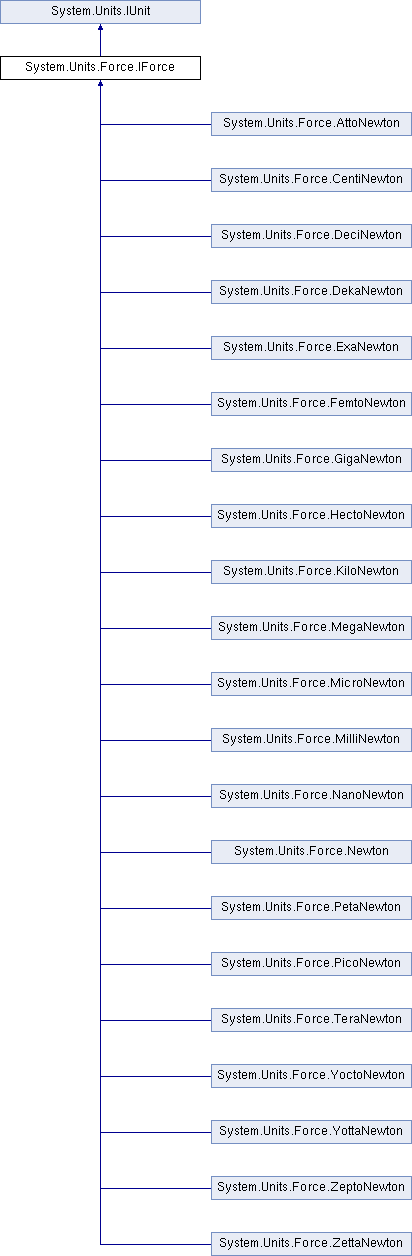 System.Units.IUnit
System.Units.Force.IForce
System.Units.Force.AttoNewton
System.Units.Force.CentiNewton
System.Units.Force.DeciNewton
System.Units.Force.DekaNewton
System.Units.Force.ExaNewton
System.Units.Force.FemtoNewton
System.Units.Force.GigaNewton
System.Units.Force.HectoNewton
System.Units.Force.KiloNewton
System.Units.Force.MegaNewton
System.Units.Force.MicroNewton
System.Units.Force.MilliNewton
System.Units.Force.NanoNewton
System.Units.Force.Newton
System.Units.Force.PetaNewton
System.Units.Force.PicoNewton
System.Units.Force.TeraNewton
System.Units.Force.YoctoNewton
System.Units.Force.YottaNewton
System.Units.Force.ZeptoNewton
System.Units.Force.ZettaNewton